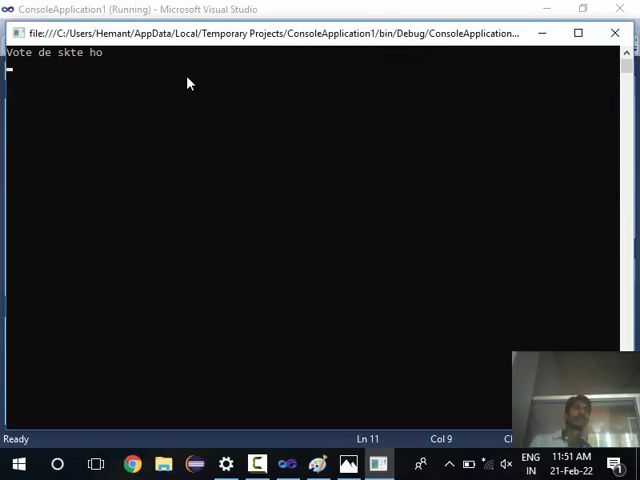 ConsoleApplication1 (Running) - Microsoft Visual Studio
file:///C:/Users/Hemant/AppData/Local/Temporary Projects/ConsoleApplication1/bin/Debug/ConsoleApplication...
Vote de skte ho
Ready Ln 11 Col 9
ENG 11:51 AM
IN 21-Feb-22
1